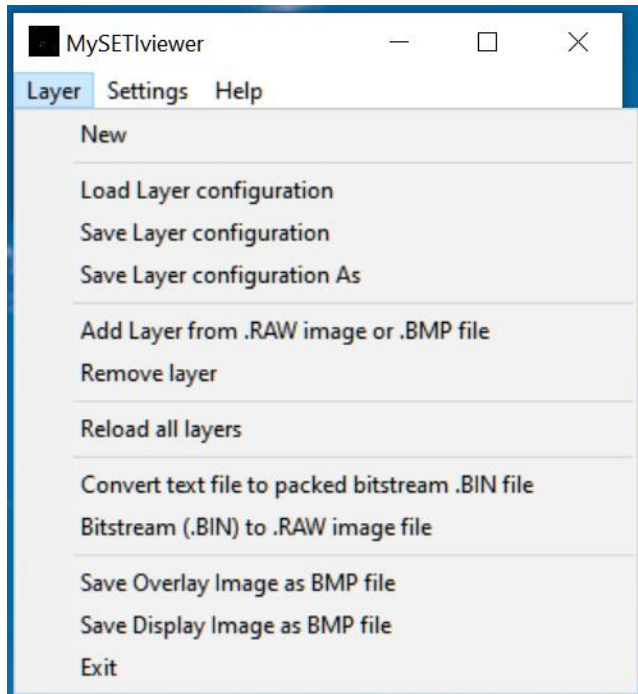 MySETIviewer
Layer Settings Help
New
Load Layer configuration
Save Layer configuration
Save Layer configuration As
Add Layer from .RAW image or .BMP file
Remove layer
Reload all layers
Convert text file to packed bitstream .BIN file
Bitstream (.BIN) to .RAW image file
Save Overlay Image as BMP file
Save Display Image as BMP file
Exit